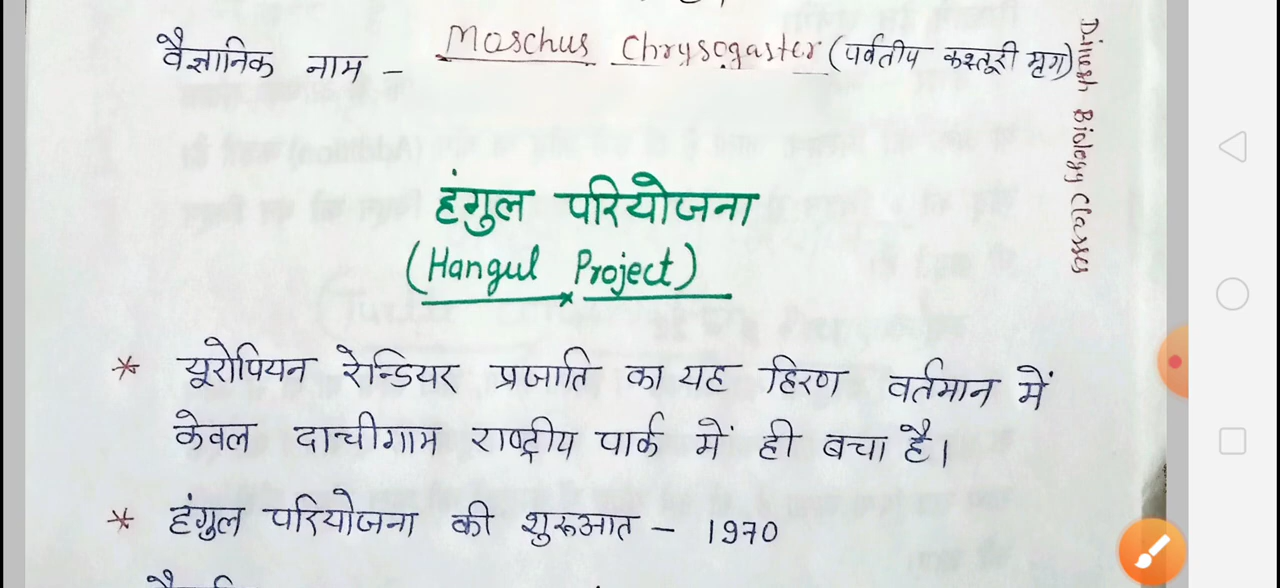 वैज्ञानिक नाम - Moschus Chrysogaster (पर्वतीय कस्तूरी मृग)
Dinesh Biology Classes
हंगुल परियोजना
(Hangul Project)
* यूरोपियन रेन्डियर प्रजाति का यह हिरण वर्तमान में
केवल दाचीगाम राष्ट्रीय पार्क में ही बचा है।
* हंगुल परियोजना की शुरूआत - 1970